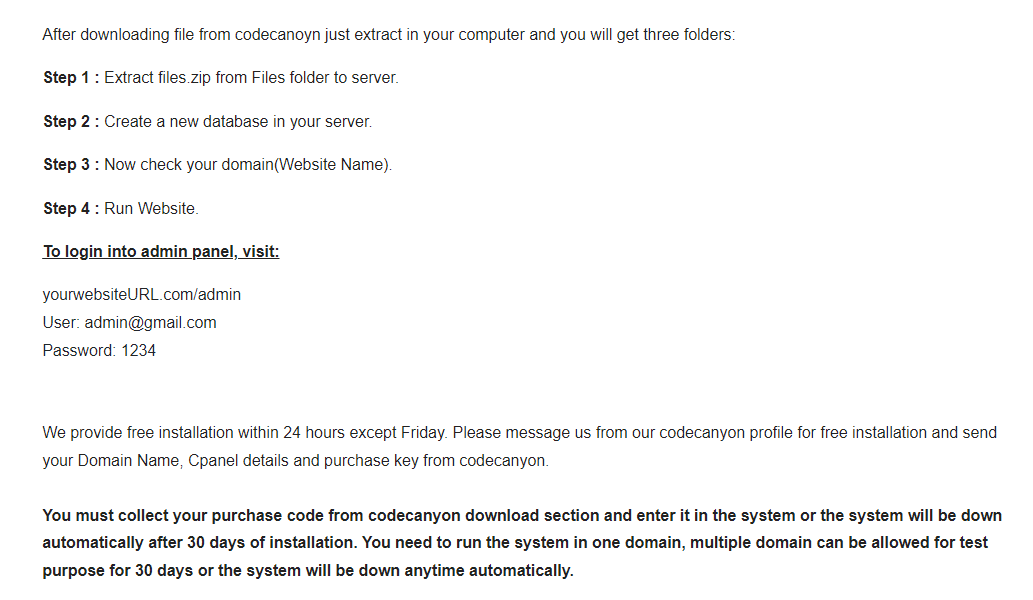 After downloading file from codecanoyn just extract in your computer and you will get three folders:
Step 1 : Extract files.zip from Files folder to server.
Step 2 : Create a new database in your server.
Step 3 : Now check your domain(Website Name).
Step 4 : Run Website.
To login into admin panel, visit:
yourwebsiteURL.com/admin
User: admin@gmail.com
Password: 1234
We provide free installation within 24 hours except Friday. Please message us from our codecanyon profile for free installation and send
your Domain Name, Cpanel details and purchase key from codecanyon.
You must collect your purchase code from codecanyon download section and enter it in the system or the system will be down
automatically after 30 days of installation. You need to run the system in one domain, multiple domain can be allowed for test
purpose for 30 days or the system will be down anytime automatically.